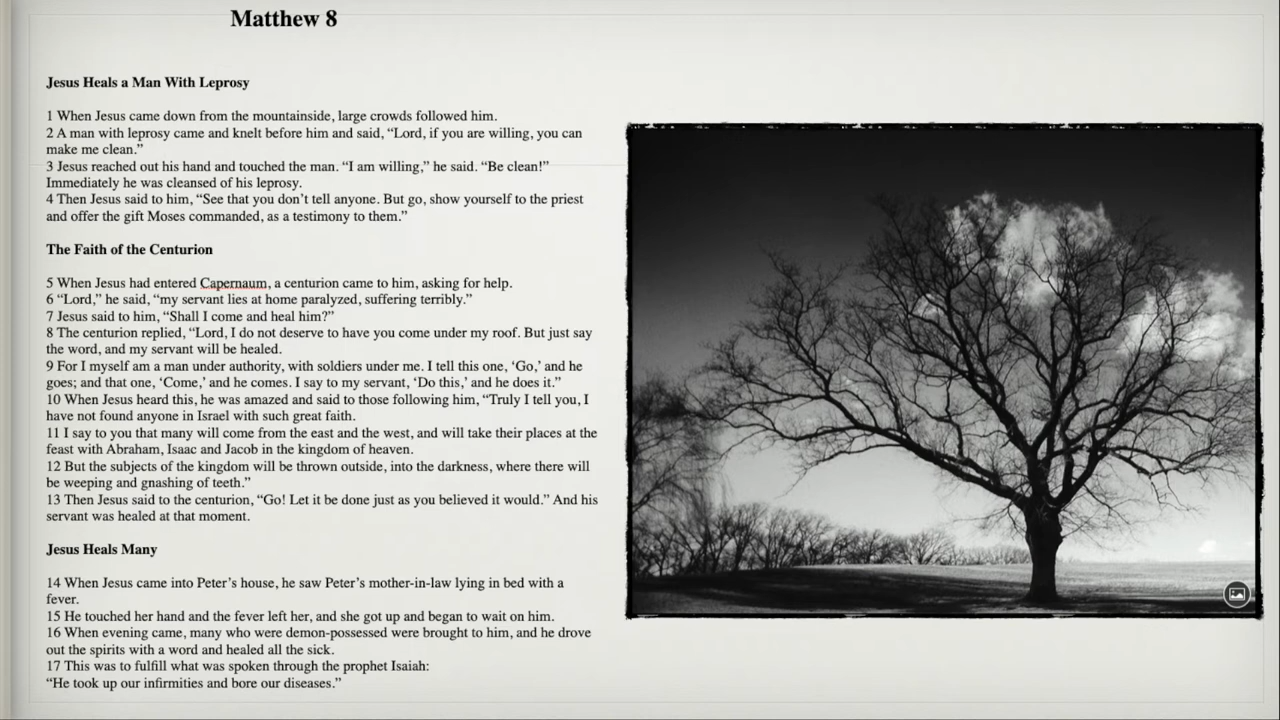 Matthew 8
Jesus Heals a Man With Leprosy
1 When Jesus came down from the mountainside, large crowds followed him.
2 A man with leprosy came and knelt before him and said, “Lord, if you are willing, you can
make me clean.”
3 Jesus reached out his hand and touched the man. “I am willing,” he said. “Be clean!”
Immediately he was cleansed of his leprosy.
4 Then Jesus said to him, “See that you don’t tell anyone. But go, show yourself to the priest
and offer the gift Moses commanded, as a testimony to them.”
The Faith of the Centurion
5 When Jesus had entered Capernaum, a centurion came to him, asking for help.
6 “Lord,” he said, “my servant lies at home paralyzed, suffering terribly.”
7 Jesus said to him, “Shall I come and heal him?”
8 The centurion replied, “Lord, I do not deserve to have you come under my roof. But just say
the word, and my servant will be healed.
9 For I myself am a man under authority, with soldiers under me. I tell this one, ‘Go,’ and he
goes; and that one, ‘Come,’ and he comes. I say to my servant, ‘Do this,’ and he does it.”
10 When Jesus heard this, he was amazed and said to those following him, “Truly I tell you, I
have not found anyone in Israel with such great faith.
11 I say to you that many will come from the east and the west, and will take their places at the
feast with Abraham, Isaac and Jacob in the kingdom of heaven.
12 But the subjects of the kingdom will be thrown outside, into the darkness, where there will
be weeping and gnashing of teeth.”
13 Then Jesus said to the centurion, “Go! Let it be done just as you believed it would.” And his
servant was healed at that moment.
Jesus Heals Many
14 When Jesus came into Peter’s house, he saw Peter’s mother-in-law lying in bed with a
fever.
15 He touched her hand and the fever left her, and she got up and began to wait on him.
16 When evening came, many who were demon-possessed were brought to him, and he drove
out the spirits with a word and healed all the sick.
17 This was to fulfill what was spoken through the prophet Isaiah:
“He took up our infirmities and bore our diseases.”